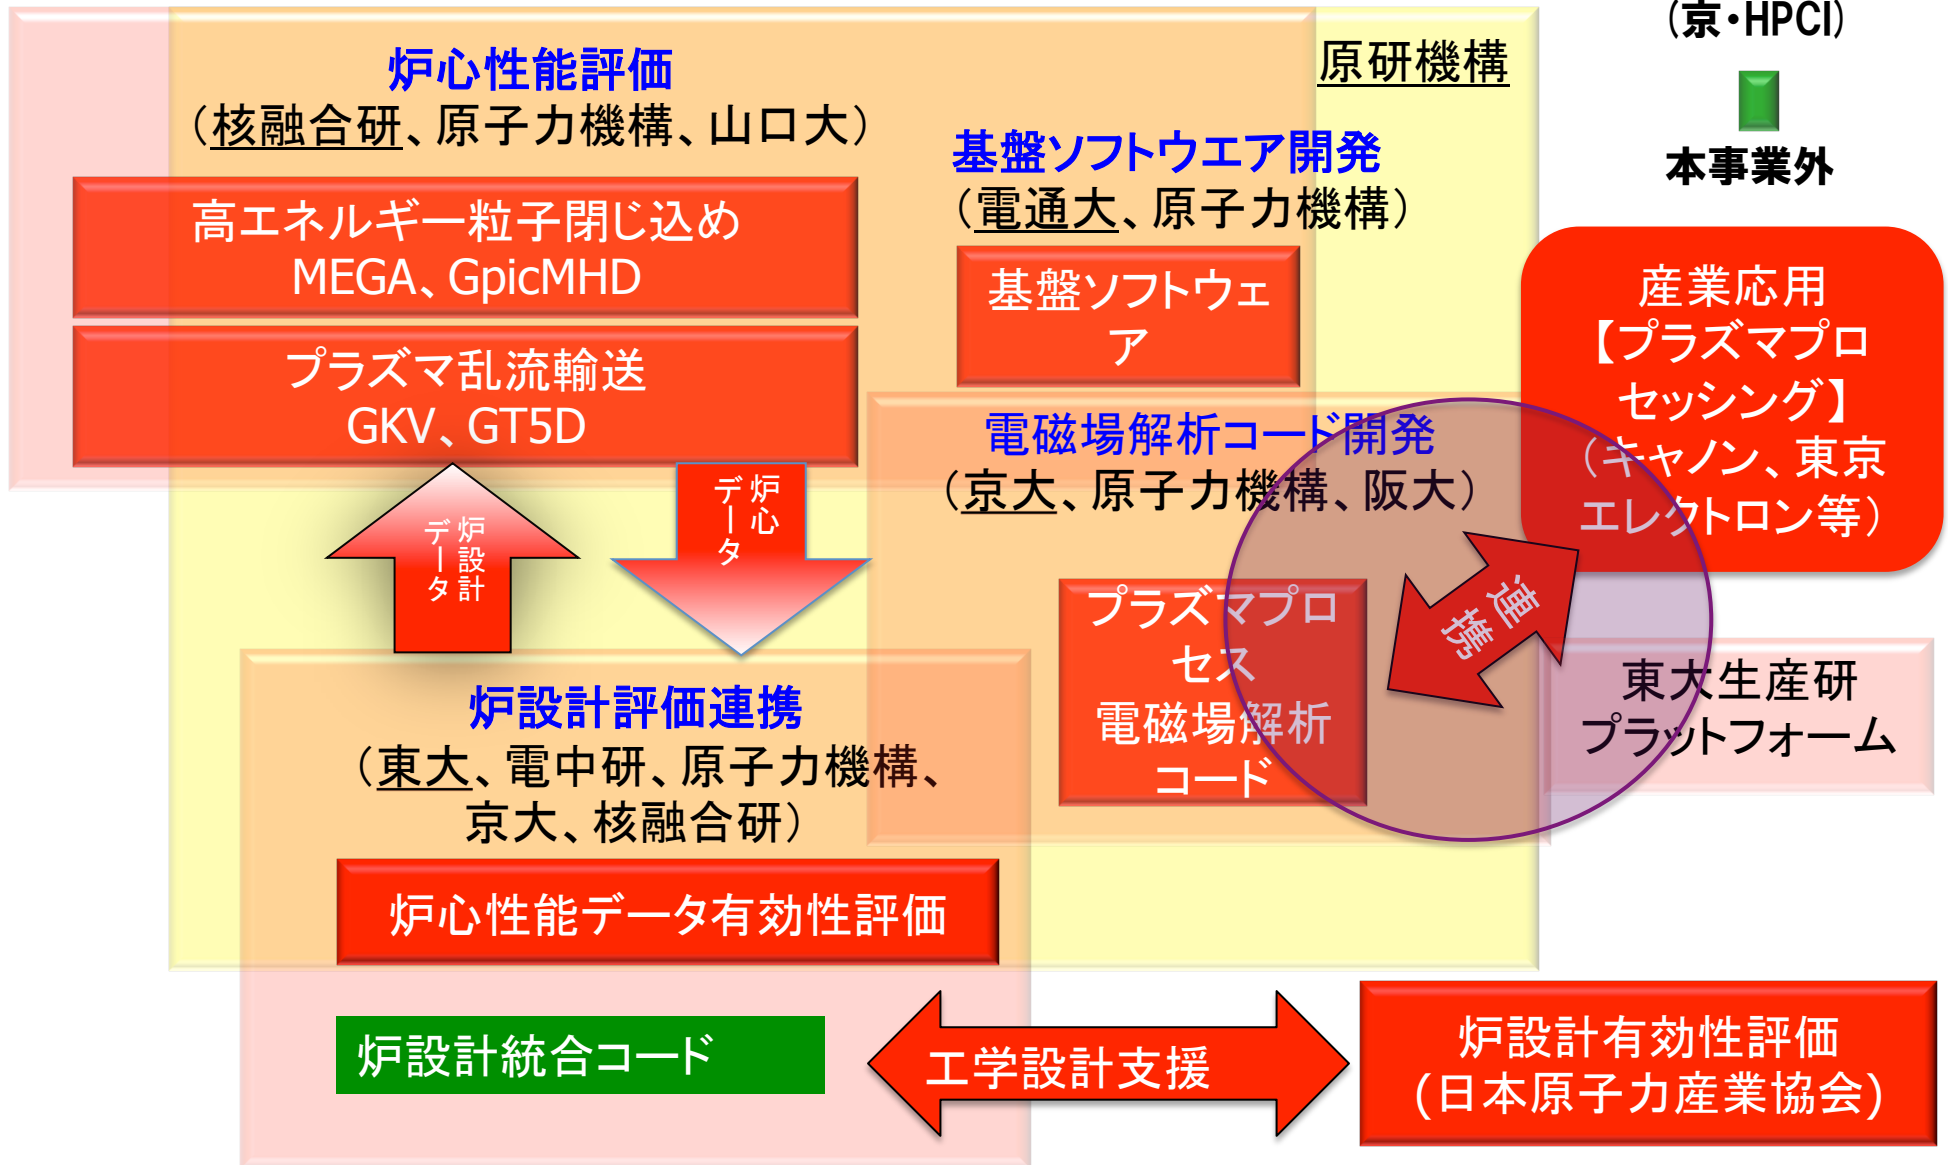 (京・HPCI)
本事業外
原研機構
炉心性能評価
（核融合研、原子力機構、山口大）
高エネルギー粒子閉じ込め
MEGA、GpicMHD
プラズマ乱流輸送
GKV、GT5D
基盤ソフトウエア開発
（電通大、原子力機構）
基盤ソフトウェ
ア
産業応用
【プラズマプロ
セッシング】
（キャノン、東京
エレクトロン等）
電磁場解析コード開発
（京大、原子力機構、阪大）
プラズマプロ
セス
電磁場解析
コード
連
携
東大生産研
プラットフォーム
炉設計
データ
炉心
データ
炉設計評価連携
（東大、電中研、原子力機構、
京大、核融合研）
炉心性能データ有効性評価
炉設計統合コード
工学設計支援
炉設計有効性評価
(日本原子力産業協会)